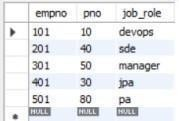 empno pno job_role
101 10 devops
201 40 sde
301 50 manager
401 30 jpa
501 80 pa
NULL NULL NULL